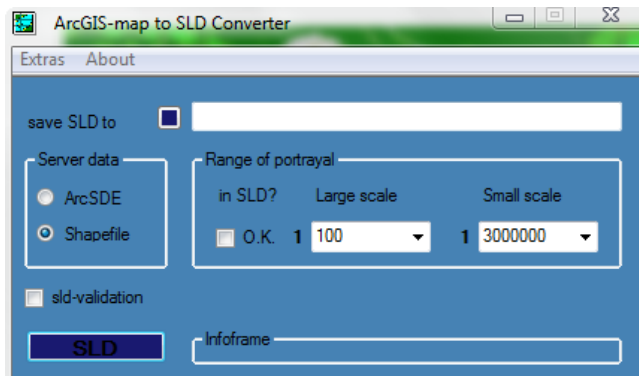 ArcGIS-map to SLD Converter
Extras About
save SLD to
Server data
Range of portrayal
ArcSDE
in SLD? Large scale Small scale
Shapefile
O.K. 1 100 1 3000000
sld-validation
SLD
Infoframe